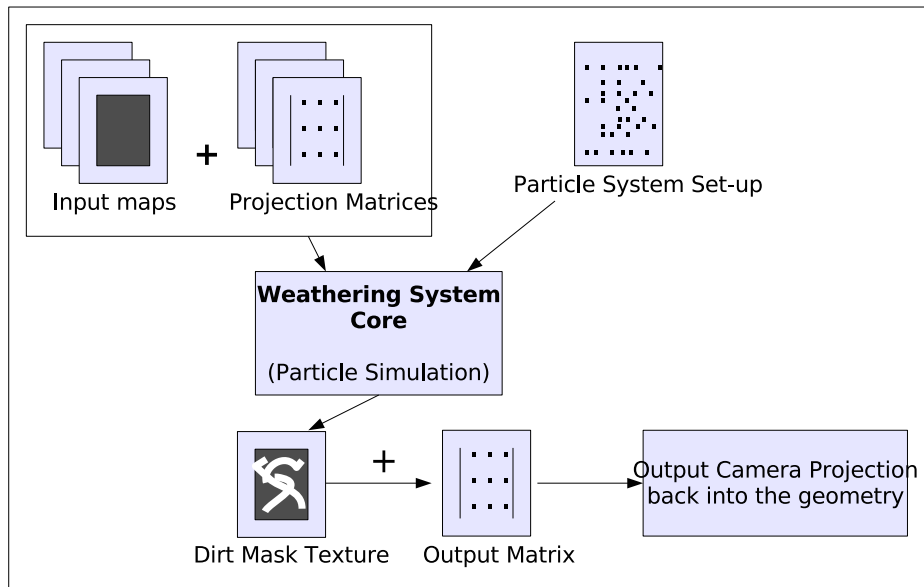 +
Input maps
Projection Matrices
Particle System Set-up
Weathering System
Core
(Particle Simulation)
+
Dirt Mask Texture
Output Matrix
Output Camera Projection
back into the geometry